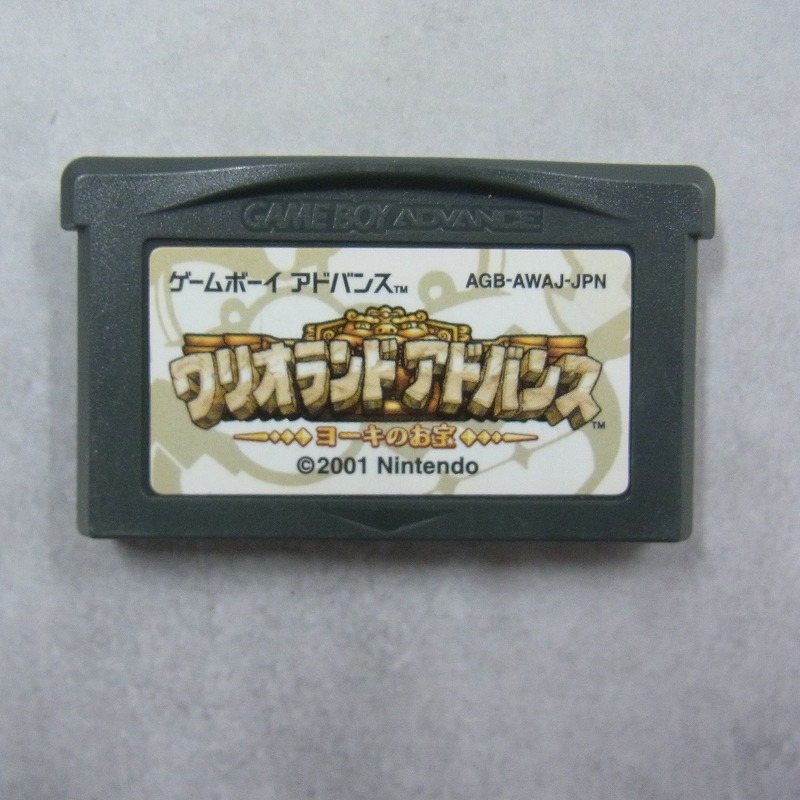 GAME BOY ADVANCE
ゲームボーイ アドバンス™ AGB-AWAJ-JPN
ワリオランド アドバンス™
ヨーキのお宝
©2001 Nintendo